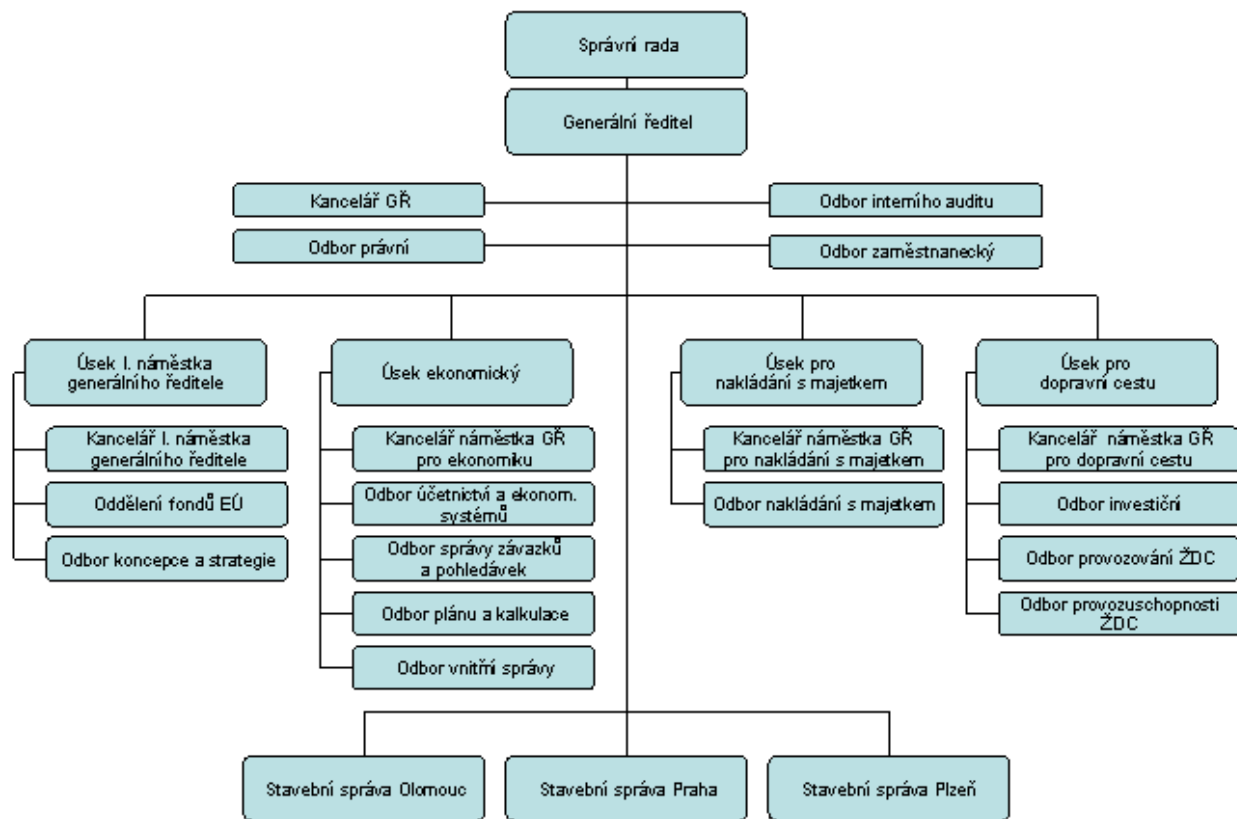 Správní rada
Generální ředitel
Kancelář GŘ
Odbor interního auditu
Odbor právní
Odbor zaměstnanecký
Úsek I. náměstka
generálního ředitele
Úsek ekonomický
Úsek pro
nakládání s majetkem
Úsek pro
dopravní cestu
Kancelář I. náměstka
generálního ředitele
Oddělení fondů EÚ
Odbor koncepce a strategie
Kancelář náměstka GŘ
pro ekonomiku
Odbor účetnictví a ekonom.
systémů
Odbor správy závazků
a pohledávek
Odbor plánu a kalkulace
Odbor vnitřní správy
Kancelář náměstka GŘ
pro nakládání s majetkem
Odbor nakládání s majetkem
Kancelář náměstka GŘ
pro dopravní cestu
Odbor investiční
Odbor provozování ŽDC
Odbor provozuschopnosti
ŽDC
Stavební správa Olomouc
Stavební správa Praha
Stavební správa Plzeň